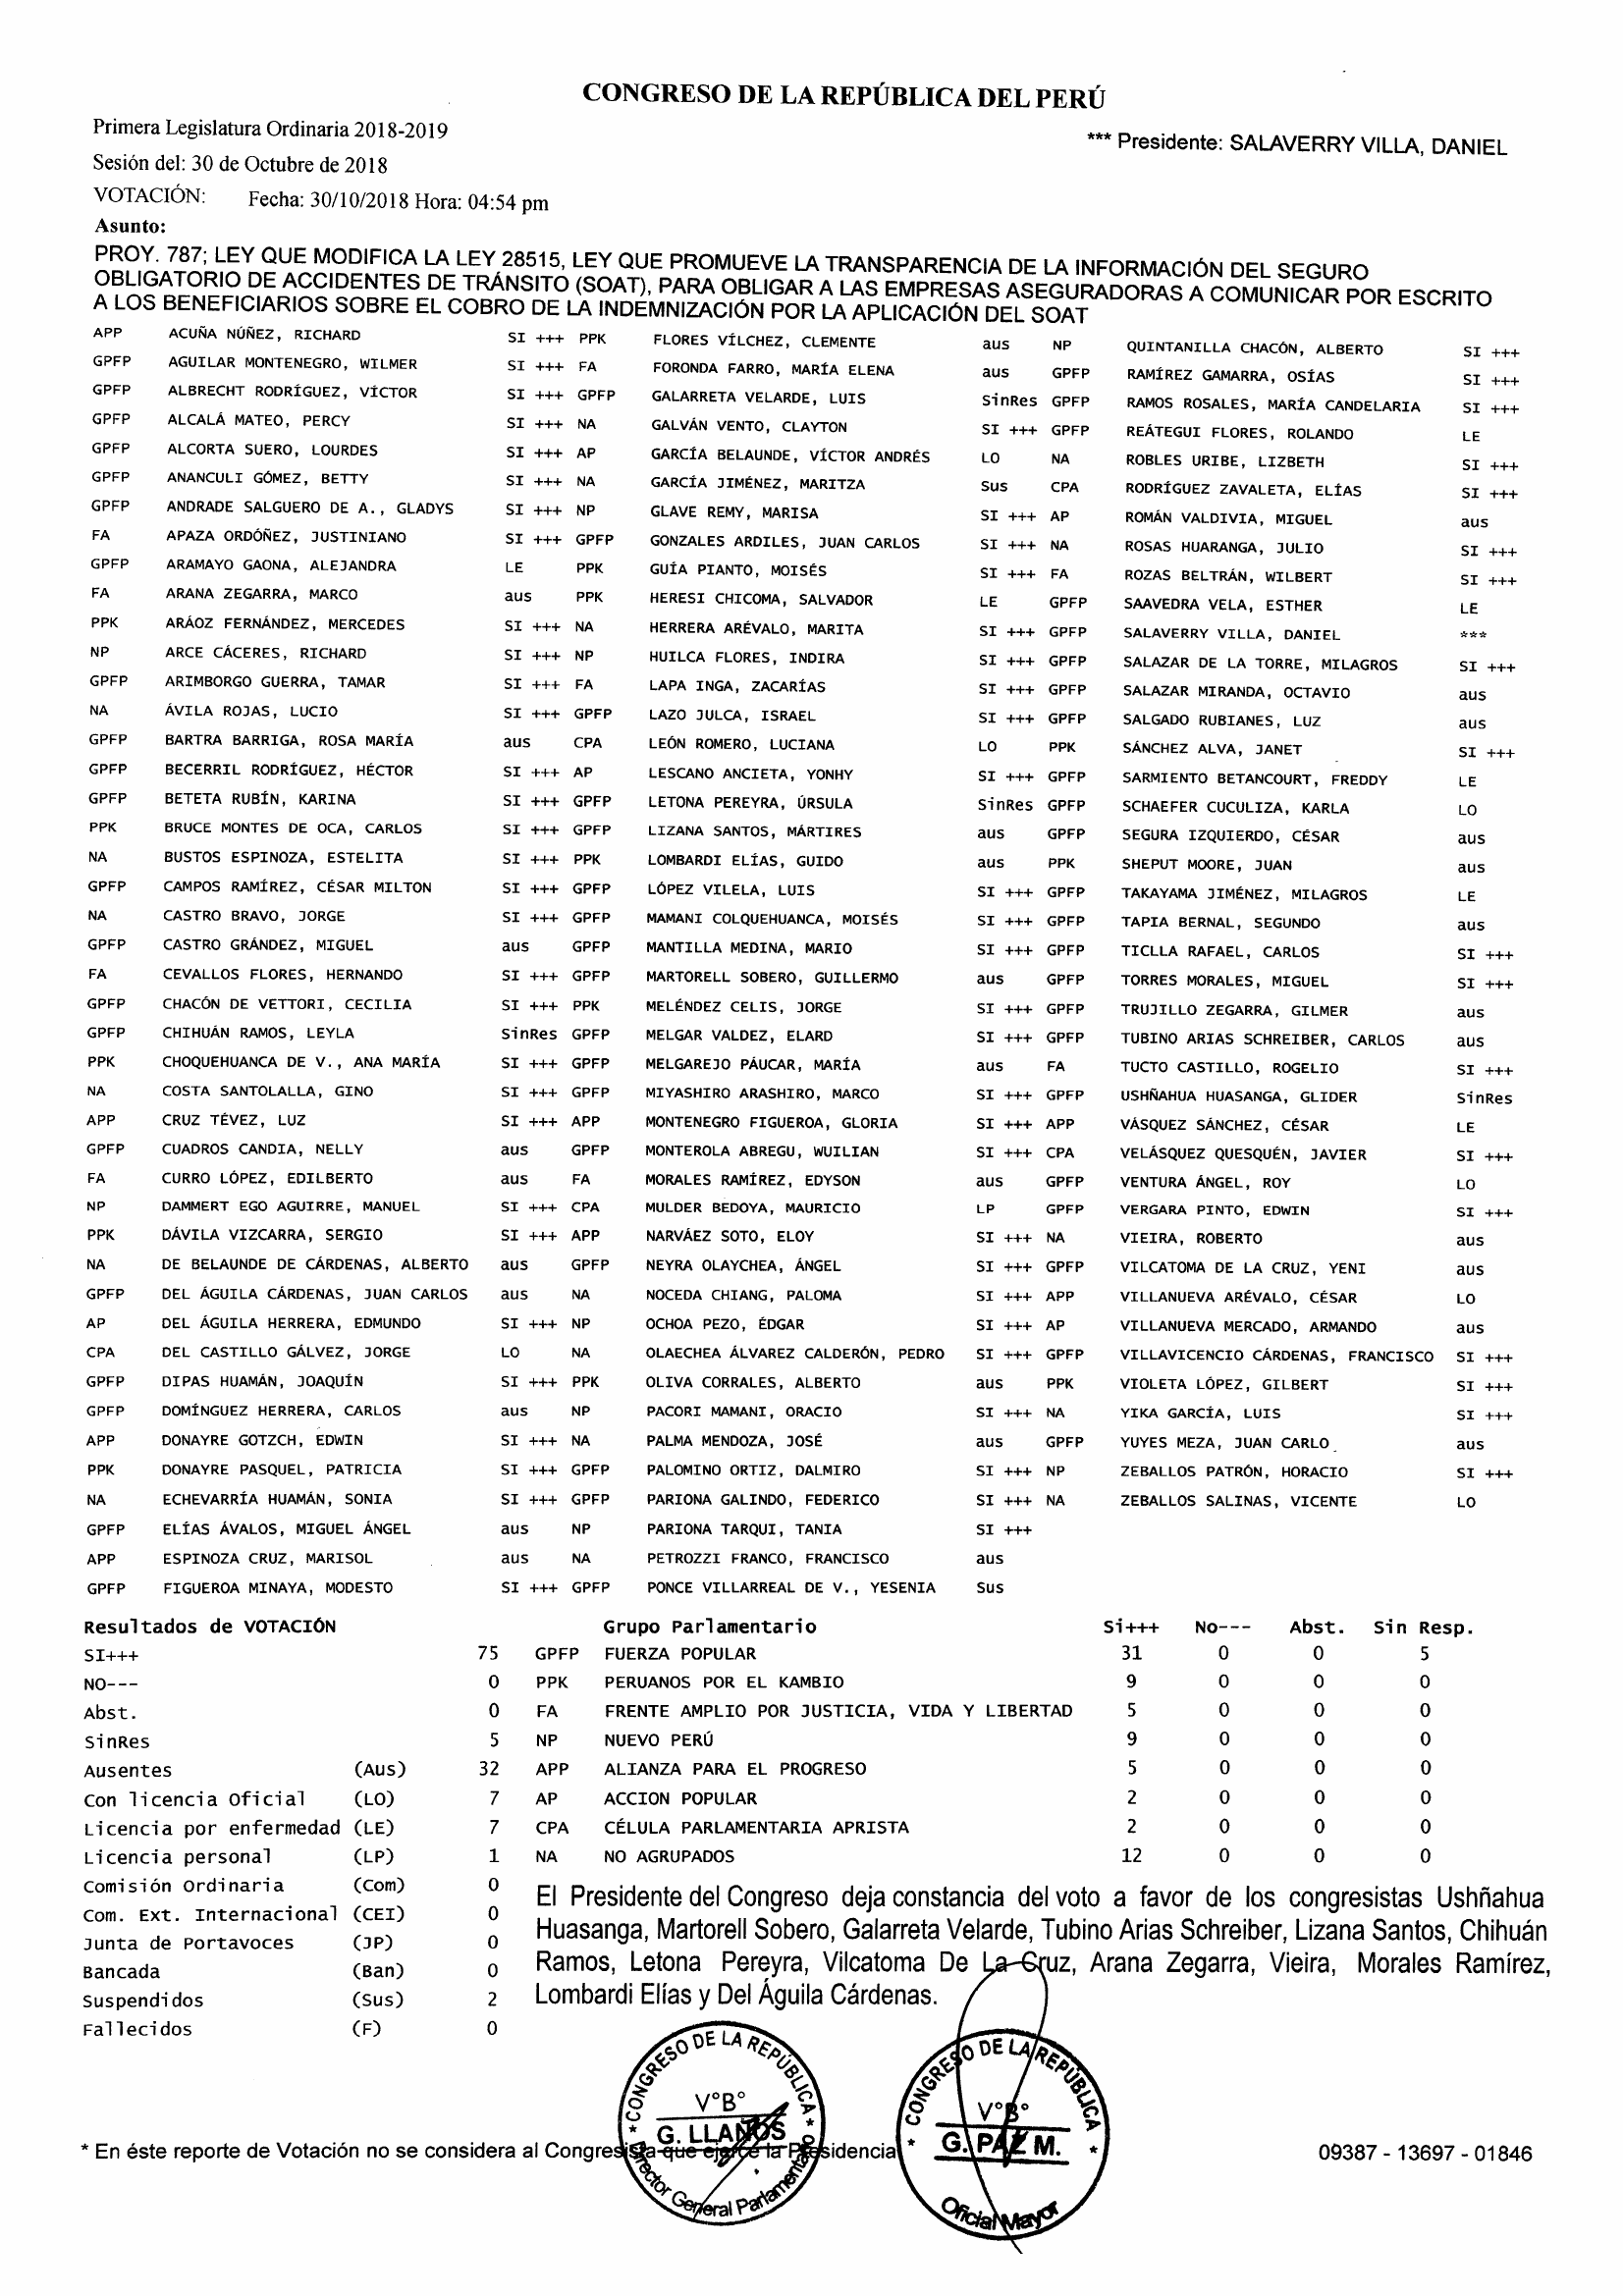 CONGRESO DE LA REPÚBLICA DEL PERÚ
Primera Legislatura Ordinaria 2018-2019
*** Presidente: SALAVERRY VILLA, DANIEL
Sesión del: 30 de Octubre de 2018
VOTACIÓN: Fecha: 30/10/2018 Hora: 04:54 pm
Asunto:
PROY. 787; LEY QUE MODIFICA LA LEY 28515, LEY QUE PROMUEVE LA TRANSPARENCIA DE LA INFORMACIÓN DEL SEGURO
OBLIGATORIO DE ACCIDENTES DE TRÁNSITO (SOAT), PARA OBLIGAR A LAS EMPRESAS ASEGURADORAS A COMUNICAR POR ESCRITO
A LOS BENEFICIARIOS SOBRE EL COBRO DE LA INDEMNIZACIÓN POR LA APLICACIÓN DEL SOAT
APP ACUÑA NÚÑEZ, RICHARD SI +++ PPK FLORES VÍLCHEZ, CLEMENTE aus NP QUINTANILLA CHACÓN, ALBERTO SI +++
GPFP AGUILAR MONTENEGRO, WILMER SI +++ FA FORONDA FARRO, MARÍA ELENA aus GPFP RAMÍREZ GAMARRA, OSÍAS SI +++
GPFP ALBRECHT RODRÍGUEZ, VÍCTOR SI +++ GPFP GALARRETA VELARDE, LUIS SinRes GPFP RAMOS ROSALES, MARÍA CANDELARIA SI +++
GPFP ALCALÁ MATEO, PERCY SI +++ NA GALVÁN VENTO, CLAYTON SI +++ GPFP REÁTEGUI FLORES, ROLANDO LE
GPFP ALCORTA SUERO, LOURDES SI +++ AP GARCÍA BELAUNDE, VÍCTOR ANDRÉS LO NA ROBLES URIBE, LIZBETH SI +++
GPFP ANANCULI GÓMEZ, BETTY SI +++ NA GARCÍA JIMÉNEZ, MARITZA Sus CPA RODRÍGUEZ ZAVALETA, ELÍAS SI +++
GPFP ANDRADE SALGUERO DE A., GLADYS SI +++ NP GLAVE REMY, MARISA SI +++ AP ROMÁN VALDIVIA, MIGUEL aus
FA APAZA ORDÓÑEZ, JUSTINIANO SI +++ GPFP GONZALES ARDILES, JUAN CARLOS SI +++ NA ROSAS HUARANGA, JULIO SI +++
GPFP ARAMAYO GAONA, ALEJANDRA LE PPK GUÍA PIANTO, MOISÉS SI +++ FA ROZAS BELTRÁN, WILBERT SI +++
FA ARANA ZEGARRA, MARCO aus PPK HERESI CHICOMA, SALVADOR LE GPFP SAAVEDRA VELA, ESTHER LE
PPK ARÁOZ FERNÁNDEZ, MERCEDES SI +++ NA HERRERA ARÉVALO, MARITA SI +++ GPFP SALAVERRY VILLA, DANIEL ***
NP ARCE CÁCERES, RICHARD SI +++ NP HUILCA FLORES, INDIRA SI +++ GPFP SALAZAR DE LA TORRE, MILAGROS SI +++
GPFP ARIMBORGO GUERRA, TAMAR SI +++ FA LAPA INGA, ZACARÍAS SI +++ GPFP SALAZAR MIRANDA, OCTAVIO aus
NA ÁVILA ROJAS, LUCIO SI +++ GPFP LAZO JULCA, ISRAEL SI +++ GPFP SALGADO RUBIANES, LUZ aus
GPFP BARTRA BARRIGA, ROSA MARÍA aus CPA LEÓN ROMERO, LUCIANA LO PPK SÁNCHEZ ALVA, JANET SI +++
GPFP BECERRIL RODRÍGUEZ, HÉCTOR SI +++ AP LESCANO ANCIETA, YONHY SI +++ GPFP SARMIENTO BETANCOURT, FREDDY LE
GPFP BETETA RUBÍN, KARINA SI +++ GPFP LETONA PEREYRA, ÚRSULA SinRes GPFP SCHAEFER CUCULIZA, KARLA LO
PPK BRUCE MONTES DE OCA, CARLOS SI +++ GPFP LIZANA SANTOS, MÁRTIRES aus GPFP SEGURA IZQUIERDO, CÉSAR aus
NA BUSTOS ESPINOZA, ESTELITA SI +++ PPK LOMBARDI ELÍAS, GUIDO aus PPK SHEPUT MOORE, JUAN aus
GPFP CAMPOS RAMÍREZ, CÉSAR MILTON SI +++ GPFP LÓPEZ VILELA, LUIS SI +++ GPFP TAKAYAMA JIMÉNEZ, MILAGROS LE
NA CASTRO BRAVO, JORGE SI +++ GPFP MAMANI COLQUEHUANCA, MOISÉS SI +++ GPFP TAPIA BERNAL, SEGUNDO aus
GPFP CASTRO GRÁNDEZ, MIGUEL aus GPFP MANTILLA MEDINA, MARIO SI +++ GPFP TICLLA RAFAEL, CARLOS SI +++
FA CEVALLOS FLORES, HERNANDO SI +++ GPFP MARTORELL SOBERO, GUILLERMO aus GPFP TORRES MORALES, MIGUEL SI +++
GPFP CHACÓN DE VETTORI, CECILIA SI +++ PPK MELÉNDEZ CELIS, JORGE SI +++ GPFP TRUJILLO ZEGARRA, GILMER aus
GPFP CHIHUÁN RAMOS, LEYLA SinRes GPFP MELGAR VALDEZ, ELARD SI +++ GPFP TUBINO ARIAS SCHREIBER, CARLOS aus
PPK CHOQUEHUANCA DE V., ANA MARÍA SI +++ GPFP MELGAREJO PÁUCAR, MARÍA aus FA TUCTO CASTILLO, ROGELIO SI +++
NA COSTA SANTOLALLA, GINO SI +++ GPFP MIYASHIRO ARASHIRO, MARCO SI +++ GPFP USHÑAHUA HUASANGA, GLIDER SinRes
APP CRUZ TÉVEZ, LUZ SI +++ APP MONTENEGRO FIGUEROA, GLORIA SI +++ APP VÁSQUEZ SÁNCHEZ, CÉSAR LE
GPFP CUADROS CANDIA, NELLY aus GPFP MONTEROLA ABREGU, WUILIAN SI +++ CPA VELÁSQUEZ QUESQUÉN, JAVIER SI +++
FA CURRO LÓPEZ, EDILBERTO aus FA MORALES RAMÍREZ, EDYSON aus GPFP VENTURA ÁNGEL, ROY LO
NP DAMMERT EGO AGUIRRE, MANUEL SI +++ CPA MULDER BEDOYA, MAURICIO LP GPFP VERGARA PINTO, EDWIN SI +++
PPK DÁVILA VIZCARRA, SERGIO SI +++ APP NARVÁEZ SOTO, ELOY SI +++ NA VIEIRA, ROBERTO aus
NA DE BELAUNDE DE CÁRDENAS, ALBERTO aus GPFP NEYRA OLAYCHEA, ÁNGEL SI +++ GPFP VILCATOMA DE LA CRUZ, YENI aus
GPFP DEL ÁGUILA CÁRDENAS, JUAN CARLOS aus NA NOCEDA CHIANG, PALOMA SI +++ APP VILLANUEVA ARÉVALO, CÉSAR LO
AP DEL ÁGUILA HERRERA, EDMUNDO SI +++ NP OCHOA PEZO, ÉDGAR SI +++ AP VILLANUEVA MERCADO, ARMANDO aus
CPA DEL CASTILLO GÁLVEZ, JORGE LO NA OLAECHEA ÁLVAREZ CALDERÓN, PEDRO SI +++ GPFP VILLAVICENCIO CÁRDENAS, FRANCISCO SI +++
GPFP DIPAS HUAMÁN, JOAQUÍN SI +++ PPK OLIVA CORRALES, ALBERTO aus PPK VIOLETA LÓPEZ, GILBERT SI +++
GPFP DOMÍNGUEZ HERRERA, CARLOS aus NP PACORI MAMANI, ORACIO SI +++ NA YIKA GARCÍA, LUIS SI +++
APP DONAYRE GOTZCH, EDWIN SI +++ NA PALMA MENDOZA, JOSÉ aus GPFP YUYES MEZA, JUAN CARLO aus
PPK DONAYRE PASQUEL, PATRICIA SI +++ GPFP PALOMINO ORTIZ, DALMIRO SI +++ NP ZEBALLOS PATRÓN, HORACIO SI +++
NA ECHEVARRÍA HUAMÁN, SONIA SI +++ GPFP PARIONA GALINDO, FEDERICO SI +++ NA ZEBALLOS SALINAS, VICENTE LO
GPFP ELÍAS ÁVALOS, MIGUEL ÁNGEL aus NP PARIONA TARQUI, TANIA SI +++
APP ESPINOZA CRUZ, MARISOL aus NA PETROZZI FRANCO, FRANCISCO aus
GPFP FIGUEROA MINAYA, MODESTO SI +++ GPFP PONCE VILLARREAL DE V., YESENIA Sus
Resultados de VOTACIÓN Grupo Parlamentario Si+++ No--- Abst. Sin Resp.
SI+++ 75 GPFP FUERZA POPULAR 31 0 0 5
NO--- 0 PPK PERUANOS POR EL KAMBIO 9 0 0 0
Abst. 0 FA FRENTE AMPLIO POR JUSTICIA, VIDA Y LIBERTAD 5 0 0 0
SinRes 5 NP NUEVO PERÚ 9 0 0 0
Ausentes (Aus) 32 APP ALIANZA PARA EL PROGRESO 5 0 0 0
Con licencia Oficial (LO) 7 AP ACCION POPULAR 2 0 0 0
Licencia por enfermedad (LE) 7 CPA CÉLULA PARLAMENTARIA APRISTA 2 0 0 0
Licencia personal (LP) 1 NA NO AGRUPADOS 12 0 0 0
Comisión Ordinaria (Com) 0
Com. Ext. Internacional (CEI) 0
Junta de Portavoces (JP) 0
Bancada (Ban) 0
Suspendidos (Sus) 2
Fallecidos (F) 0
El Presidente del Congreso deja constancia del voto a favor de los congresistas Ushñahua
Huasanga, Martorell Sobero, Galarreta Velarde, Tubino Arias Schreiber, Lizana Santos, Chihuán
Ramos, Letona Pereyra, Vilcatoma De La Cruz, Arana Zegarra, Vieira, Morales Ramírez,
Lombardi Elías y Del Águila Cárdenas.
* CONGRESO DE LA REPÚBLICA *
V°B°
G. LLANOS
Director General Parlamentario
* CONGRESO DE LA REPÚBLICA *
V°B°
G. PAZ M.
Oficial Mayor
* En éste reporte de Votación no se considera al Congresista que ejerce la Presidencia
09387 - 13697 - 01846